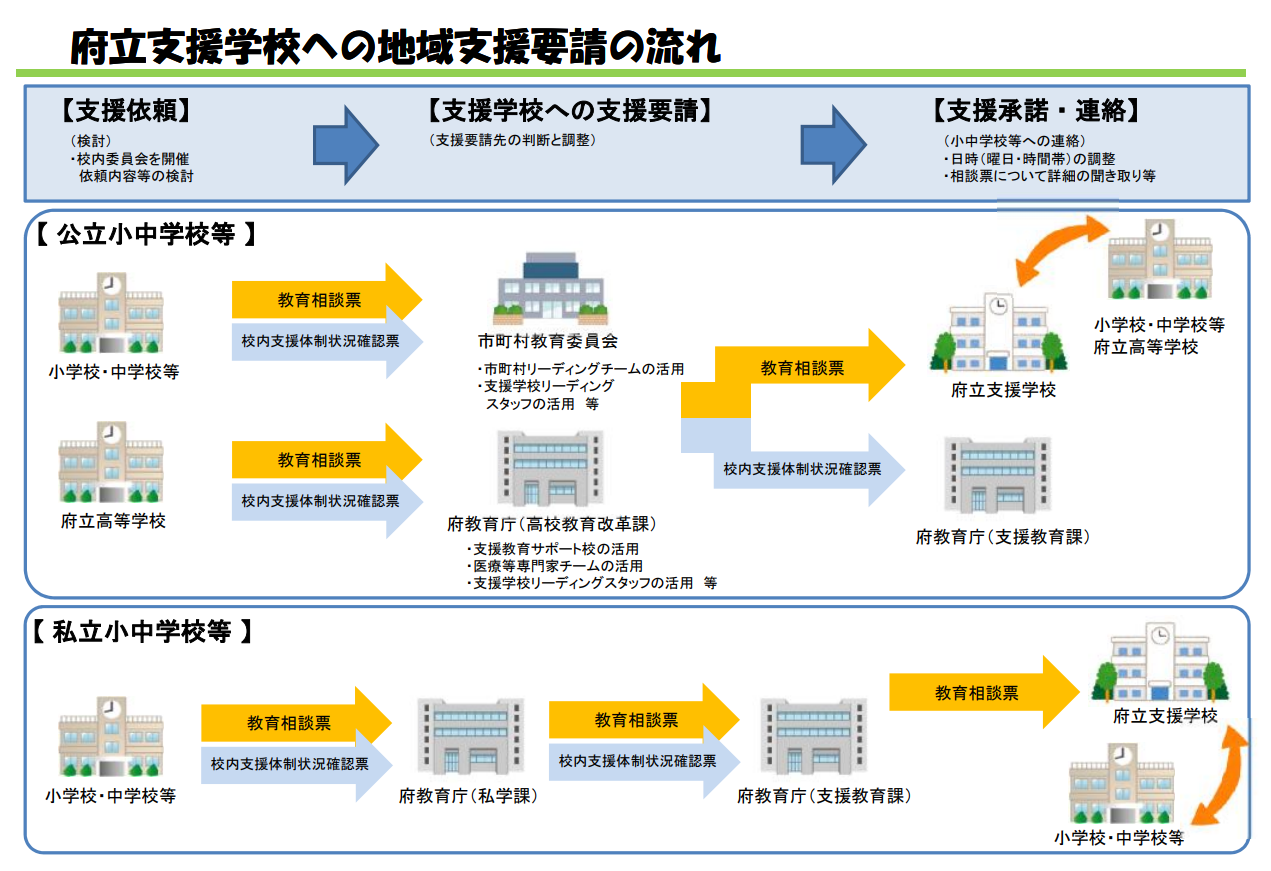 府立支援学校への地域支援要請の流れ
【支援依頼】
（検討）
・校内委員会を開催
依頼内容等の検討
【支援学校への支援要請】
（支援要請先の判断と調整）
【支援承諾・連絡】
（小中学校等への連絡）
・日時（曜日・時間帯）の調整
・相談票について詳細の聞き取り等
【 公立小中学校等 】
教育相談票
校内支援体制状況確認票
小学校・中学校等
市町村教育委員会
・市町村リーディングチームの活用
・支援学校リーディング
スタッフの活用　等
教育相談票
府立支援学校
小学校・中学校等
府立高等学校
教育相談票
校内支援体制状況確認票
府立高等学校
府教育庁（高校教育改革課）
・支援教育サポート校の活用
・医療等専門家チームの活用
・支援学校リーディングスタッフの活用　等
校内支援体制状況確認票
府教育庁（支援教育課）
【 私立小中学校等 】
教育相談票
校内支援体制状況確認票
小学校・中学校等
府教育庁（私学課）
教育相談票
校内支援体制状況確認票
府教育庁（支援教育課）
教育相談票
府立支援学校
小学校・中学校等